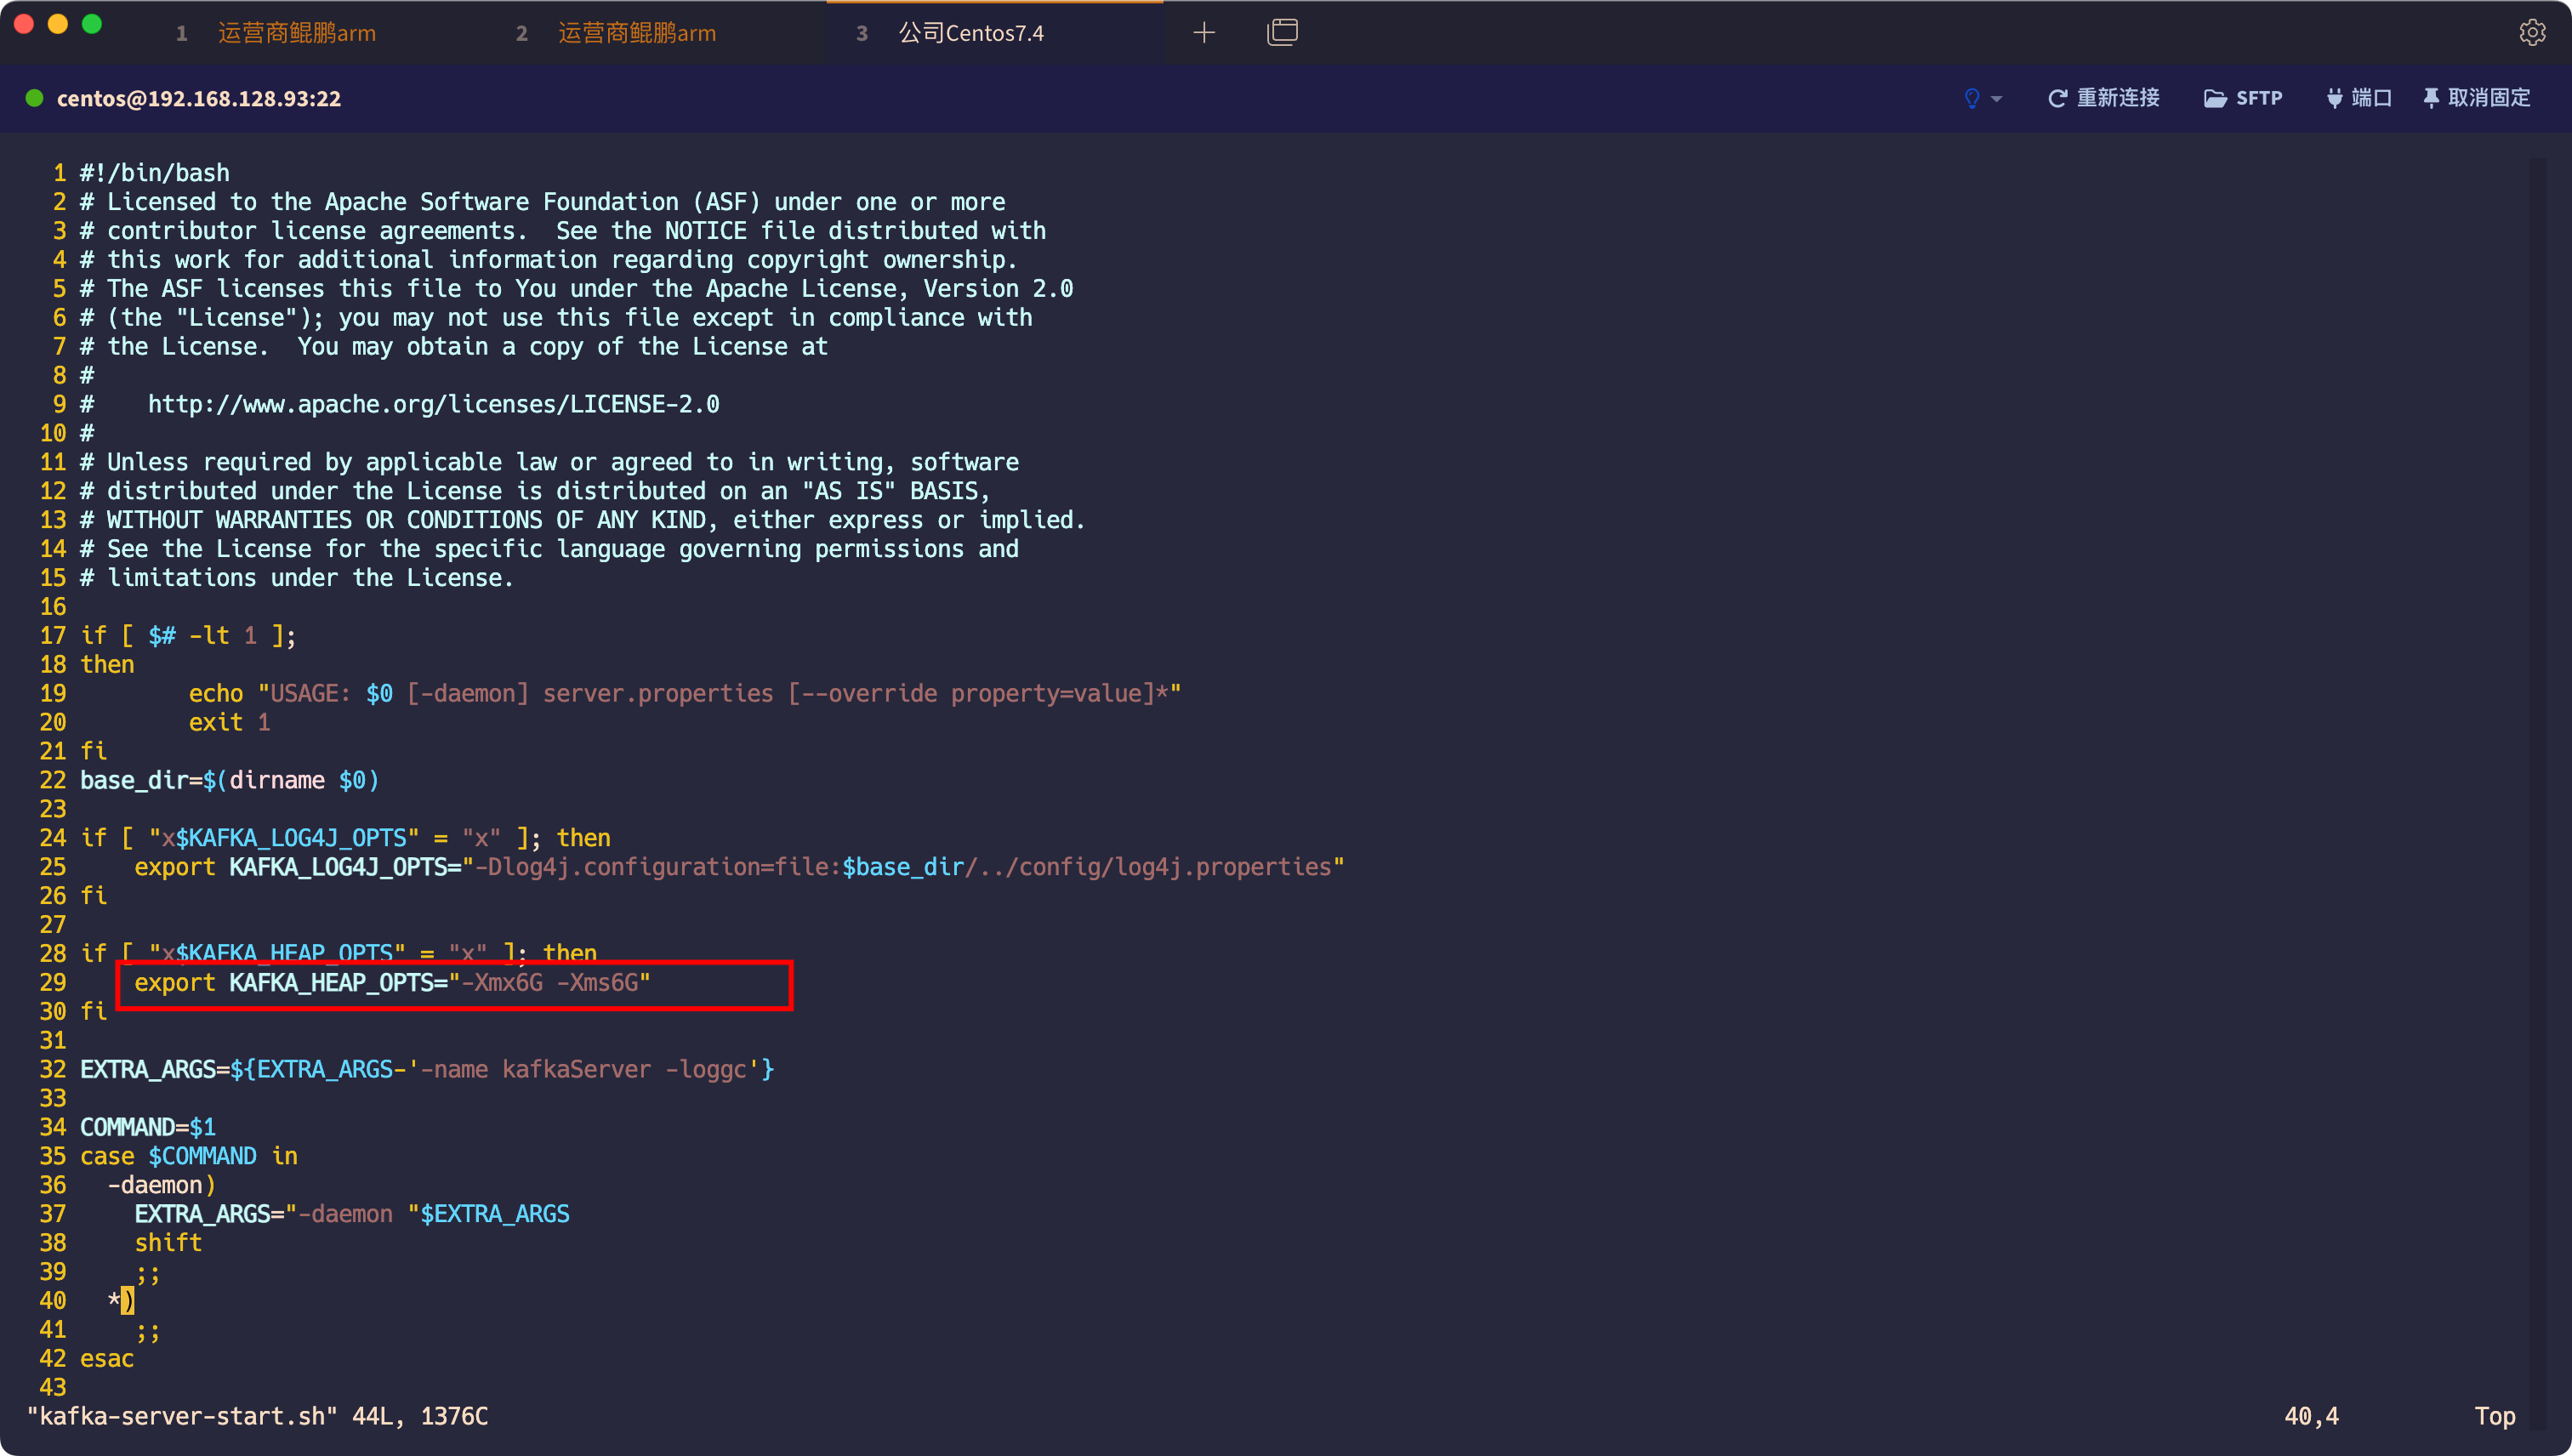 1 运营商鲲鹏arm 2 运营商鲲鹏arm 3 公司Centos7.4
centos@192.168.128.93:22 重新连接 SFTP 端口 取消固定
1 #!/bin/bash
2 # Licensed to the Apache Software Foundation (ASF) under one or more
3 # contributor license agreements.  See the NOTICE file distributed with
4 # this work for additional information regarding copyright ownership.
5 # The ASF licenses this file to You under the Apache License, Version 2.0
6 # (the "License"); you may not use this file except in compliance with
7 # the License.  You may obtain a copy of the License at
8 #
9 #    http://www.apache.org/licenses/LICENSE-2.0
10 #
11 # Unless required by applicable law or agreed to in writing, software
12 # distributed under the License is distributed on an "AS IS" BASIS,
13 # WITHOUT WARRANTIES OR CONDITIONS OF ANY KIND, either express or implied.
14 # See the License for the specific language governing permissions and
15 # limitations under the License.
16
17 if [ $# -lt 1 ];
18 then
19         echo "USAGE: $0 [-daemon] server.properties [--override property=value]*"
20         exit 1
21 fi
22 base_dir=$(dirname $0)
23
24 if [ "x$KAFKA_LOG4J_OPTS" = "x" ]; then
25     export KAFKA_LOG4J_OPTS="-Dlog4j.configuration=file:$base_dir/../config/log4j.properties"
26 fi
27
28 if [ "x$KAFKA_HEAP_OPTS" = "x" ]; then
29     export KAFKA_HEAP_OPTS="-Xmx6G -Xms6G"
30 fi
31
32 EXTRA_ARGS=${EXTRA_ARGS-'-name kafkaServer -loggc'}
33
34 COMMAND=$1
35 case $COMMAND in
36   -daemon)
37     EXTRA_ARGS="-daemon "$EXTRA_ARGS
38     shift
39     ;;
40   *)
41     ;;
42 esac
43
"kafka-server-start.sh" 44L, 1376C 40,4 Top